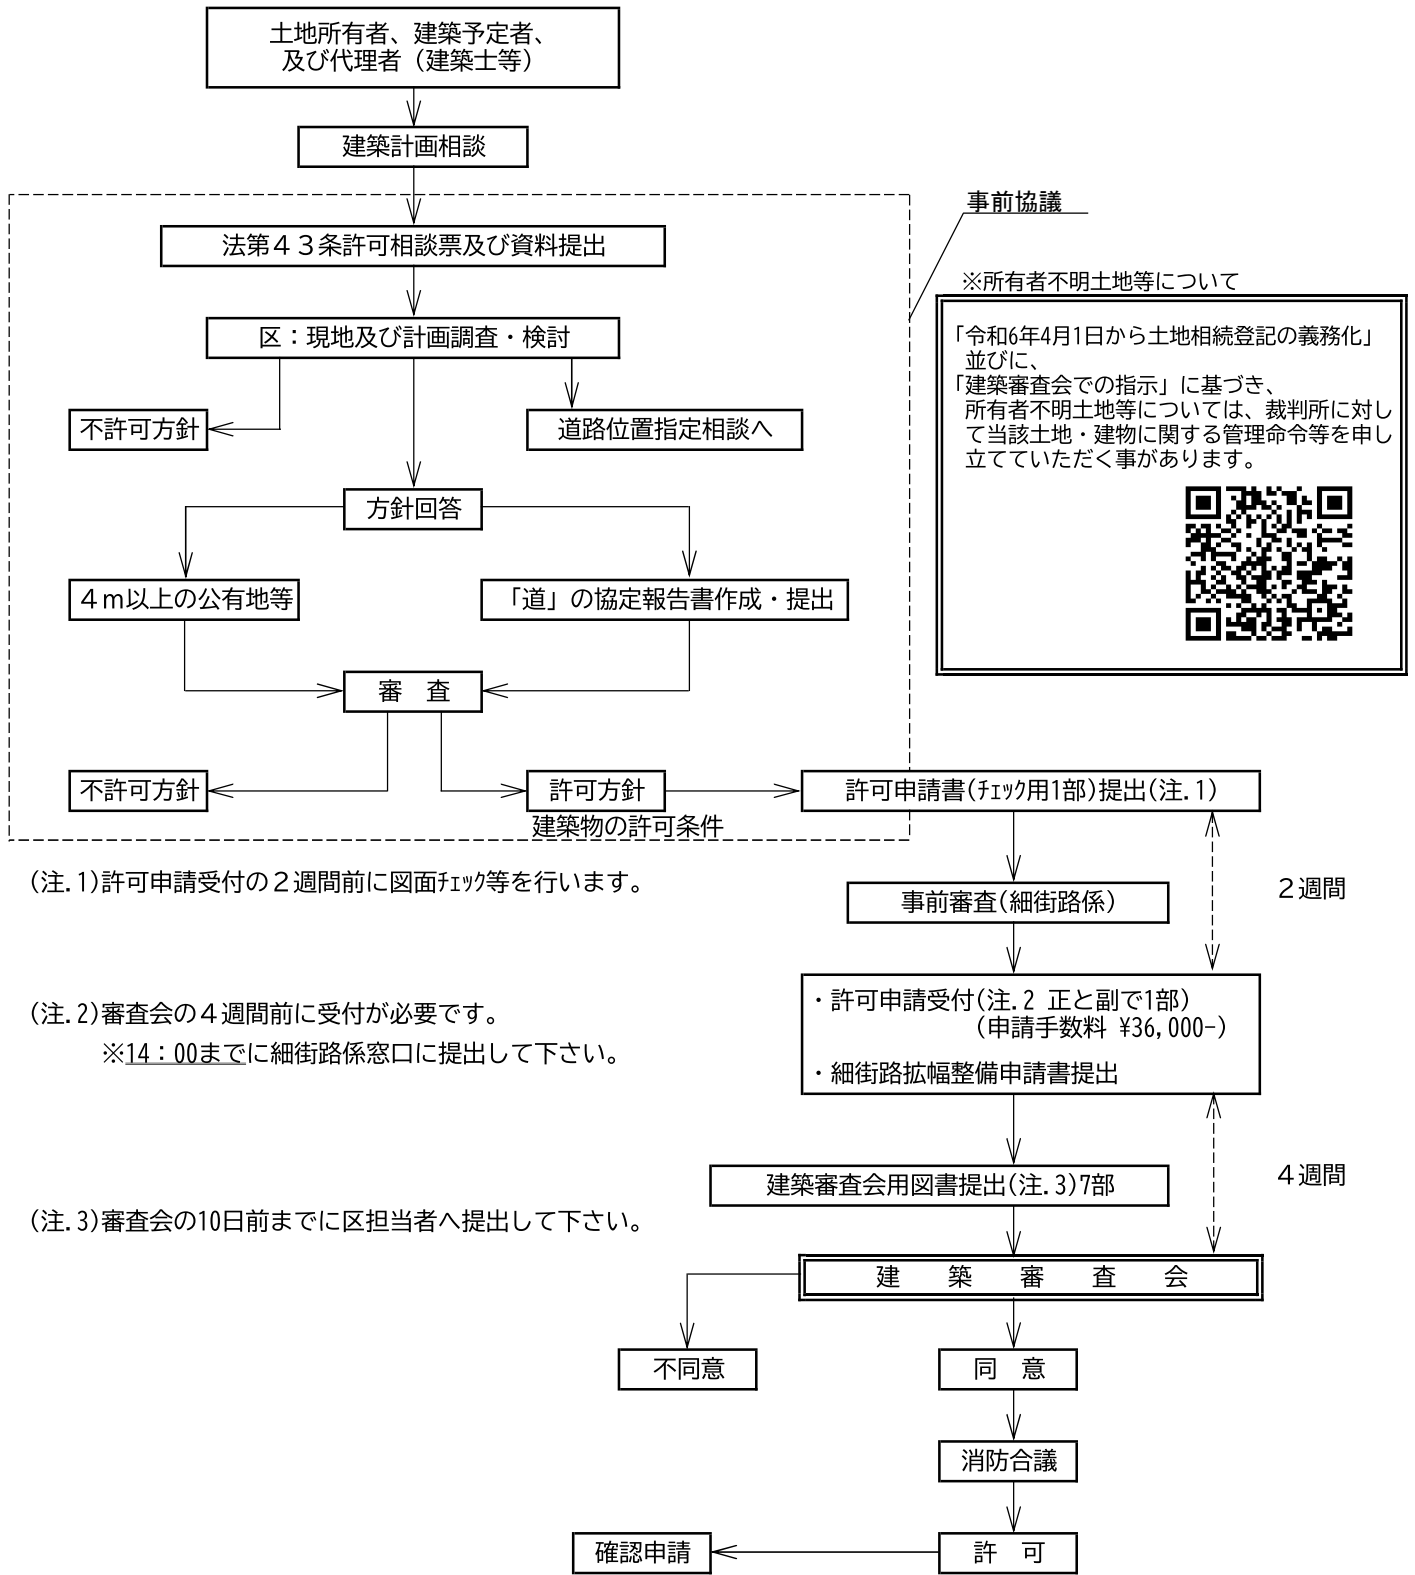 土地所有者、建築予定者、
及び代理者（建築士等）
建築計画相談
事前協議
法第４３条許可相談票及び資料提出
区：現地及び計画調査・検討
不許可方針
道路位置指定相談へ
方針回答
４ｍ以上の公有地等
「道」の協定報告書作成・提出
審　査
不許可方針
許可方針
建築物の許可条件
※所有者不明土地等について
「令和6年4月1日から土地相続登記の義務化」
並びに、
「建築審査会での指示」に基づき、
所有者不明土地等については、裁判所に対し
て当該土地・建物に関する管理命令等を申し
立てていただく事があります。
許可申請書(ﾁｪｯｸ用1部)提出(注.1)
(注.1)許可申請受付の２週間前に図面ﾁｪｯｸ等を行います。
事前審査(細街路係)
２週間
・許可申請受付(注.2 正と副で1部)
(申請手数料 ¥36,000-)
・細街路拡幅整備申請書提出
(注.2)審査会の４週間前に受付が必要です。
※14：00までに細街路係窓口に提出して下さい。
４週間
建築審査会用図書提出(注.3)7部
(注.3)審査会の10日前までに区担当者へ提出して下さい。
建　築　審　査　会
不同意
同　意
消防合議
確認申請
許　可